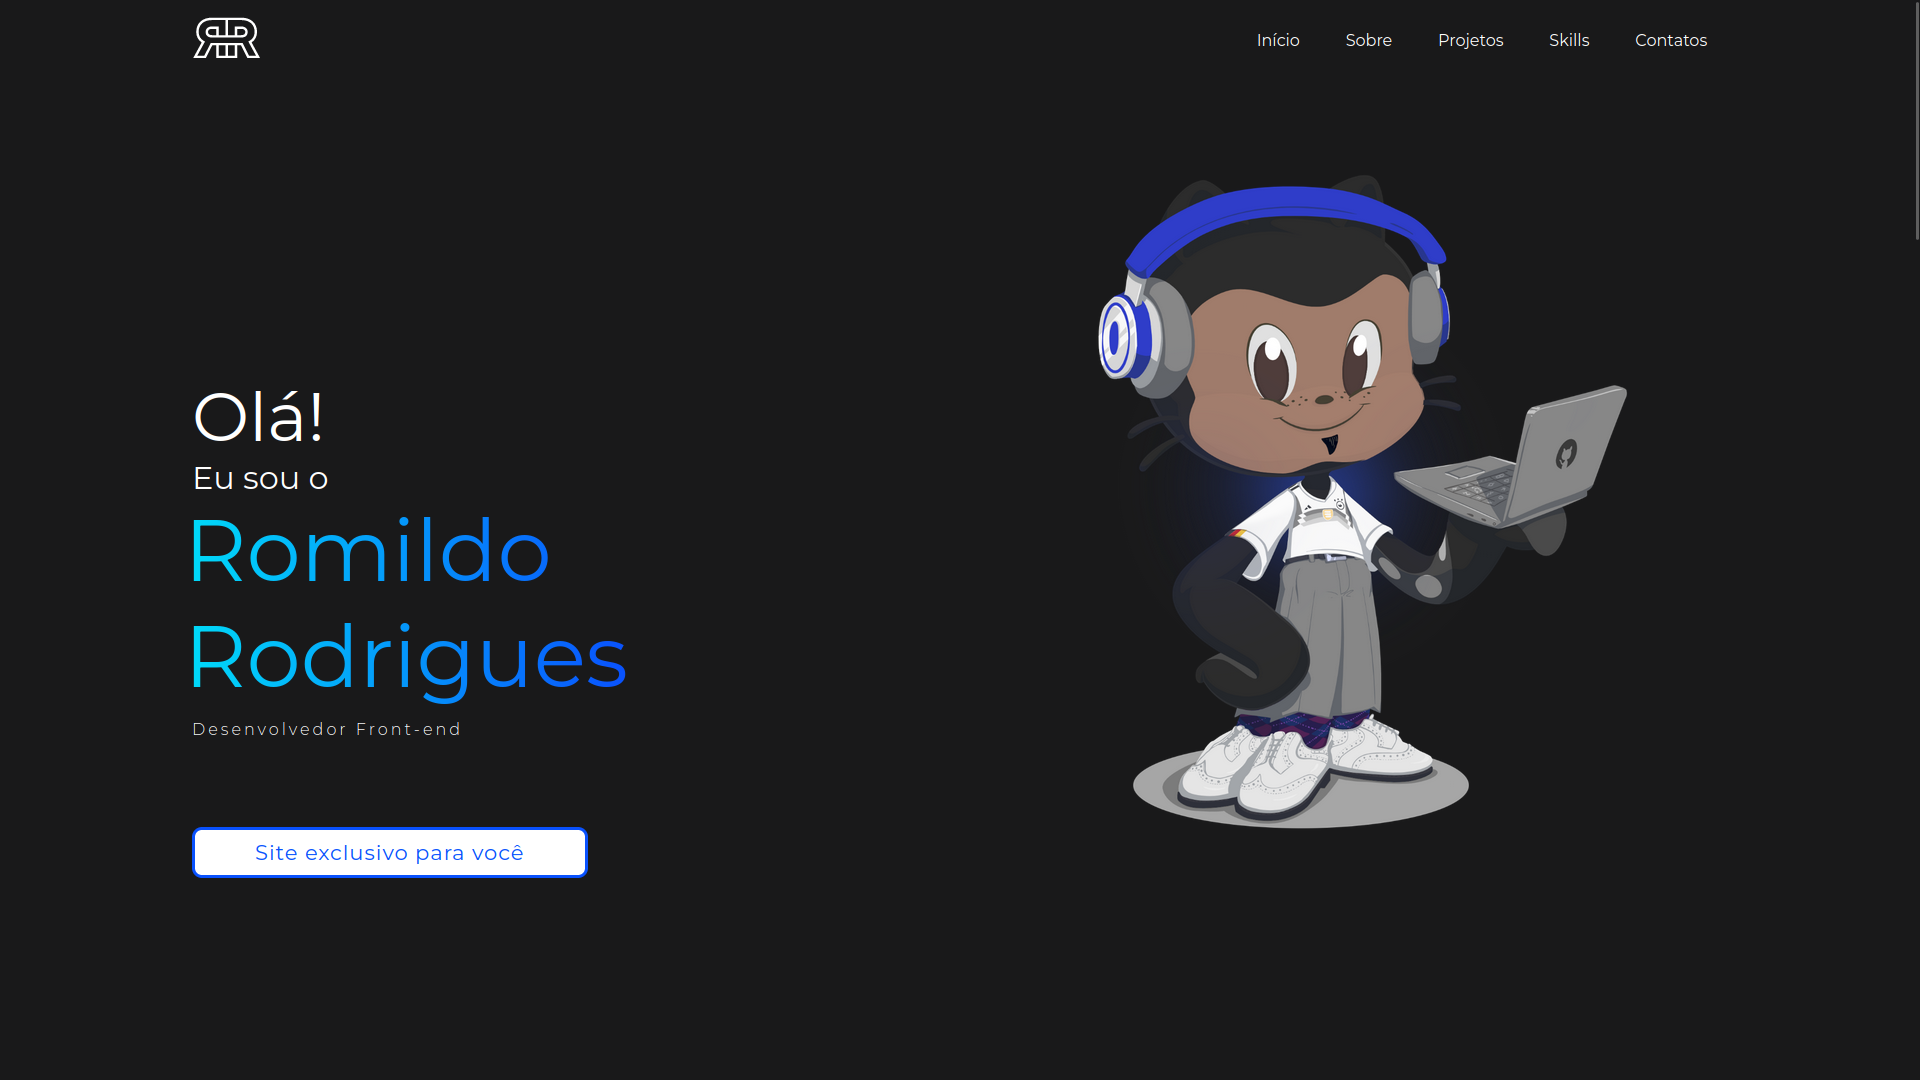 Início Sobre Projetos Skills Contatos
Olá!
Eu sou o
Romildo
Rodrigues
Desenvolvedor Front-end
Site exclusivo para você